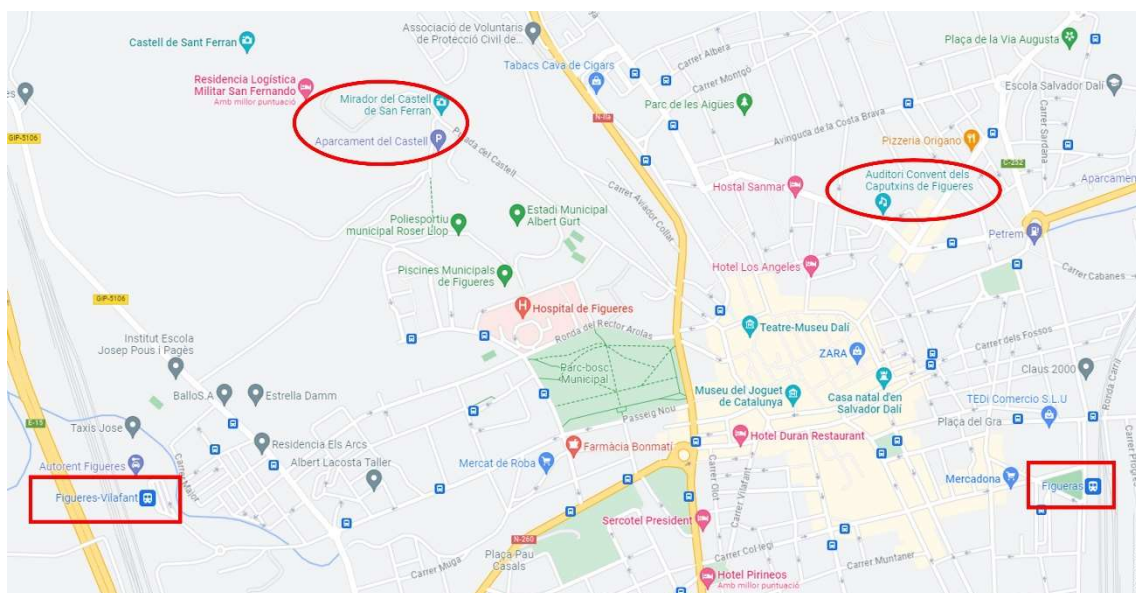 Associació de Voluntaris
de Protecció Civil de...
Castell de Sant Ferran
Plaça de la Via Augusta
Carrer Albera
Tabacs Cava de Cigars
Carrer Montgó
Residencia Logística
Militar San Fernando
Amb millor puntuació
Escola Salvador Dalí
Mirador del Castell
de San Ferran
Parc de les Aigües
Carrer Sardana
N-IIa
Avinguda de la Costa Brava
GIP-5106
Aparcament del Castell
Pujada del Castell
Pizzeria Origano
C-252
Auditori Convent dels
Caputxins de Figueres
Aparcament
Hostal Sanmar
Carret Aviador Collar
Estadi Municipal
Albert Gurt
Poliesportiu
municipal Roser Llop
Petrem
Hotel Los Angeles
Carrer Cabanes
Piscines Municipals
de Figueres
GIP-5106
Hospital de Figueres
Ronda del Rector Arolas
Teatre-Museu Dalí
Carrer dels Fossos
Institut Escola
Josep Pous i Pagès
ZARA
Parc-bosc
Municipal
Claus 2000
Ronda Carril
BalloS.A
Estrella Damm
Museu del Joguet
de Catalunya
Casa natal d'en
Salvador Dalí
TEDi Comercio S.L.U
Passeig Nou
E-15
Taxis Jose
Plaça del Gra
Residencia Els Arcs
Farmàcia Bonmatí
Hotel Duran Restaurant
Autorent Figueres
Carrer Major
Albert Lacosta Taller
Mercat de Roba
Carrer Olot
Carrer Vilafant
Mercadona
Figueres-Vilafant
Figueras
Sercotel President
N-260
Plaça Pau
Casals
Carrer Col·legi
Carrer Muntaner
Carrer Muga
Hotel Pirineos
Amb millor puntuació